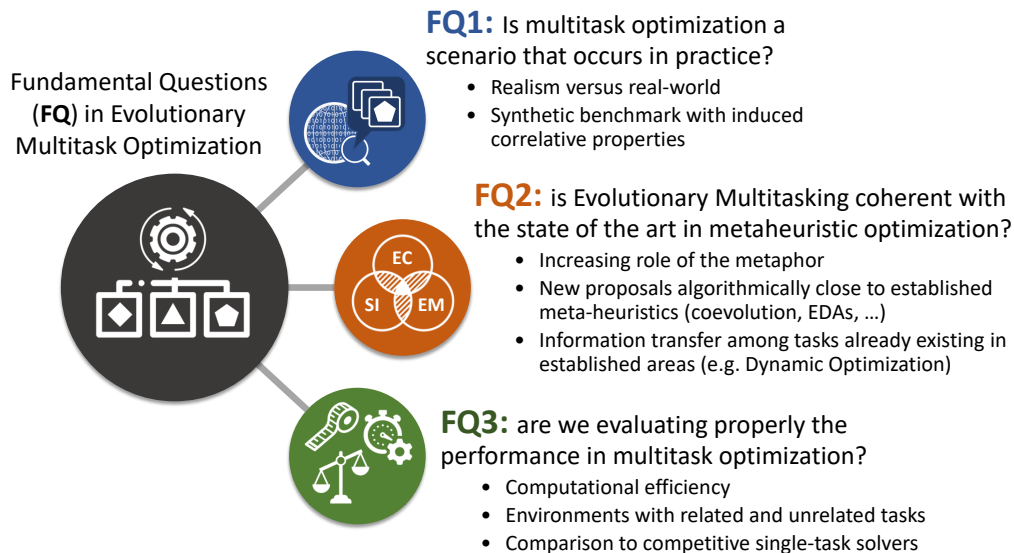 Fundamental Questions
(FQ) in Evolutionary
Multitask Optimization
FQ1: Is multitask optimization a
scenario that occurs in practice?
• Realism versus real-world
• Synthetic benchmark with induced
correlative properties
FQ2: is Evolutionary Multitasking coherent with
the state of the art in metaheuristic optimization?
• Increasing role of the metaphor
• New proposals algorithmically close to established
meta-heuristics (coevolution, EDAs, …)
• Information transfer among tasks already existing in
established areas (e.g. Dynamic Optimization)
EC
SI
EM
FQ3: are we evaluating properly the
performance in multitask optimization?
• Computational efficiency
• Environments with related and unrelated tasks
• Comparison to competitive single-task solvers